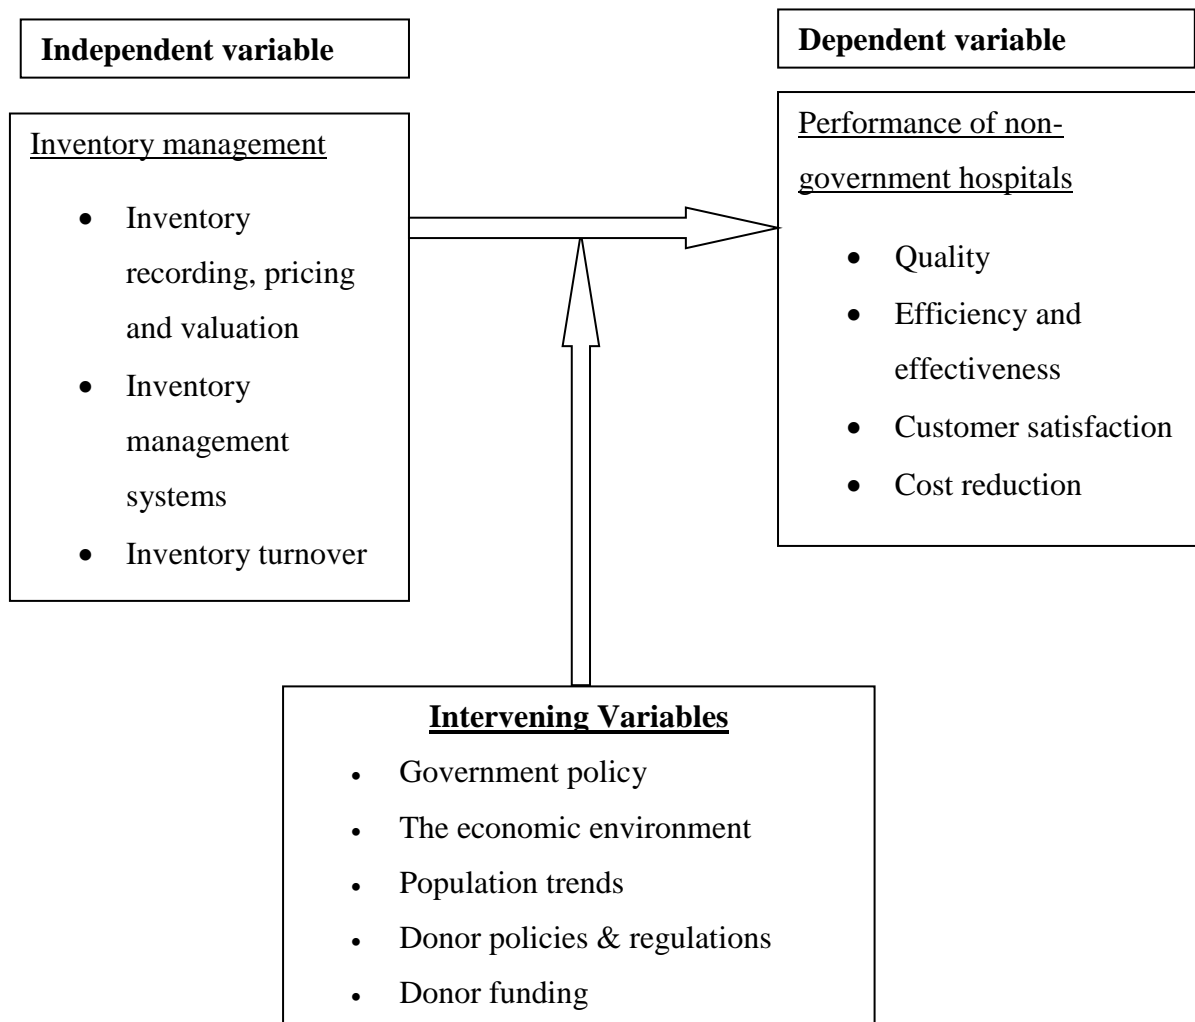 Independent variable
Dependent variable
Inventory management
• Inventory
recording, pricing
and valuation
• Inventory
management
systems
• Inventory turnover
Performance of non-
government hospitals
• Quality
• Efficiency and
effectiveness
• Customer satisfaction
• Cost reduction
Intervening Variables
• Government policy
• The economic environment
• Population trends
• Donor policies & regulations
• Donor funding